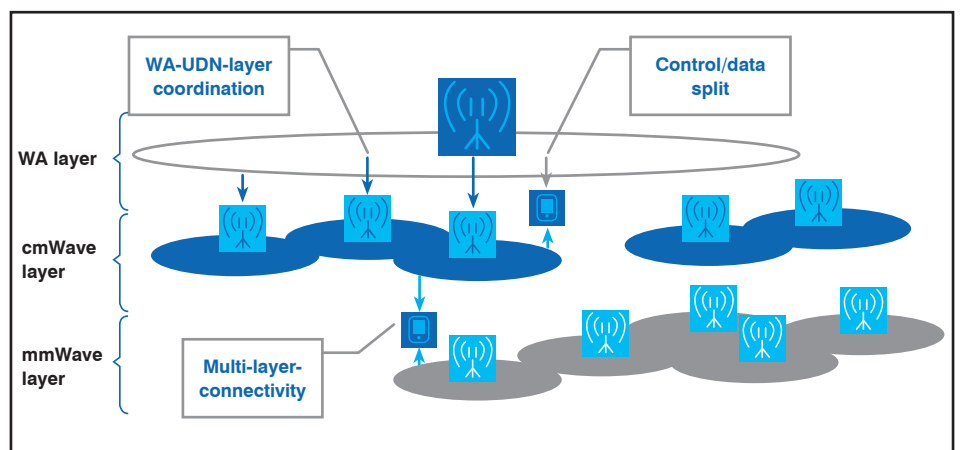 WA-UDN-layer
coordination
Control/data
split
WA layer
cmWave
layer
mmWave
layer
Multi-layer-
connectivity